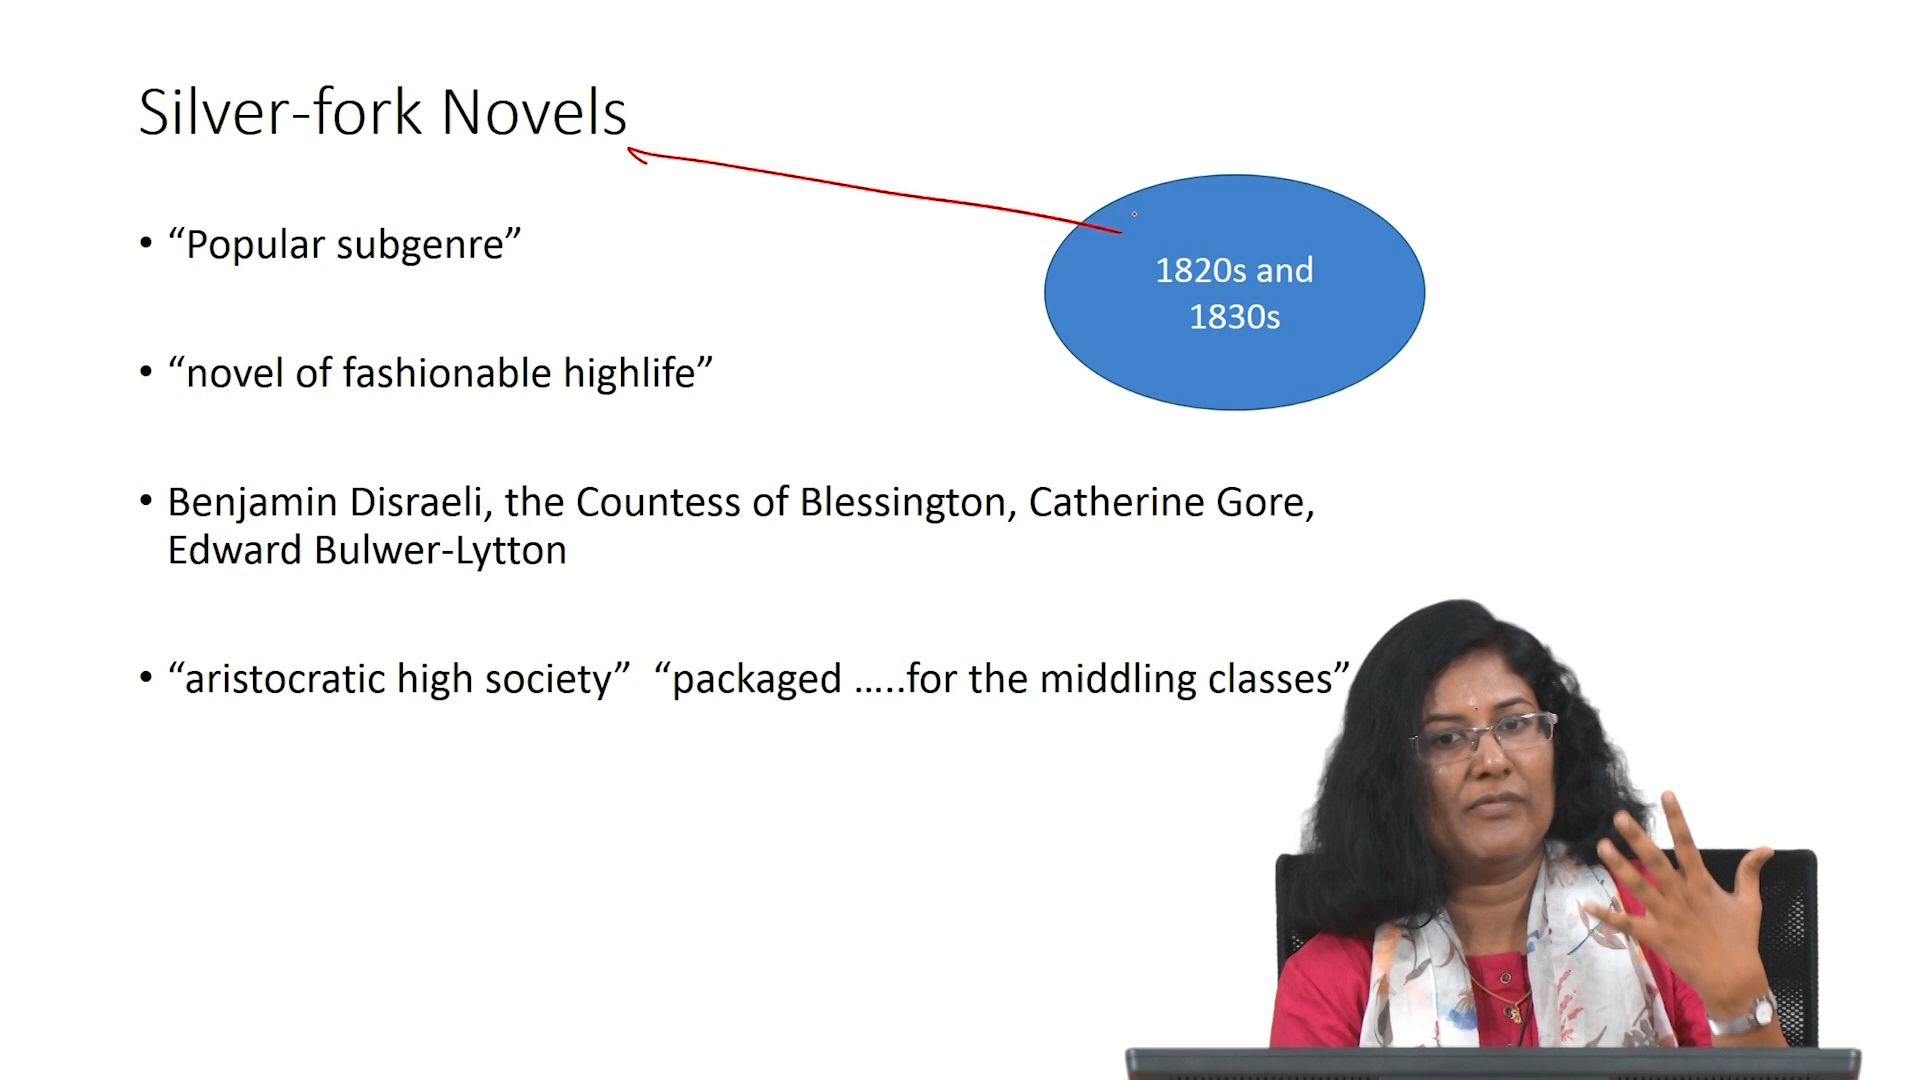 Silver-fork Novels
• “Popular subgenre”
1820s and
1830s
• “novel of fashionable highlife”
• Benjamin Disraeli, the Countess of Blessington, Catherine Gore,
Edward Bulwer-Lytton
• “aristocratic high society”  “packaged …..for the middling classes”